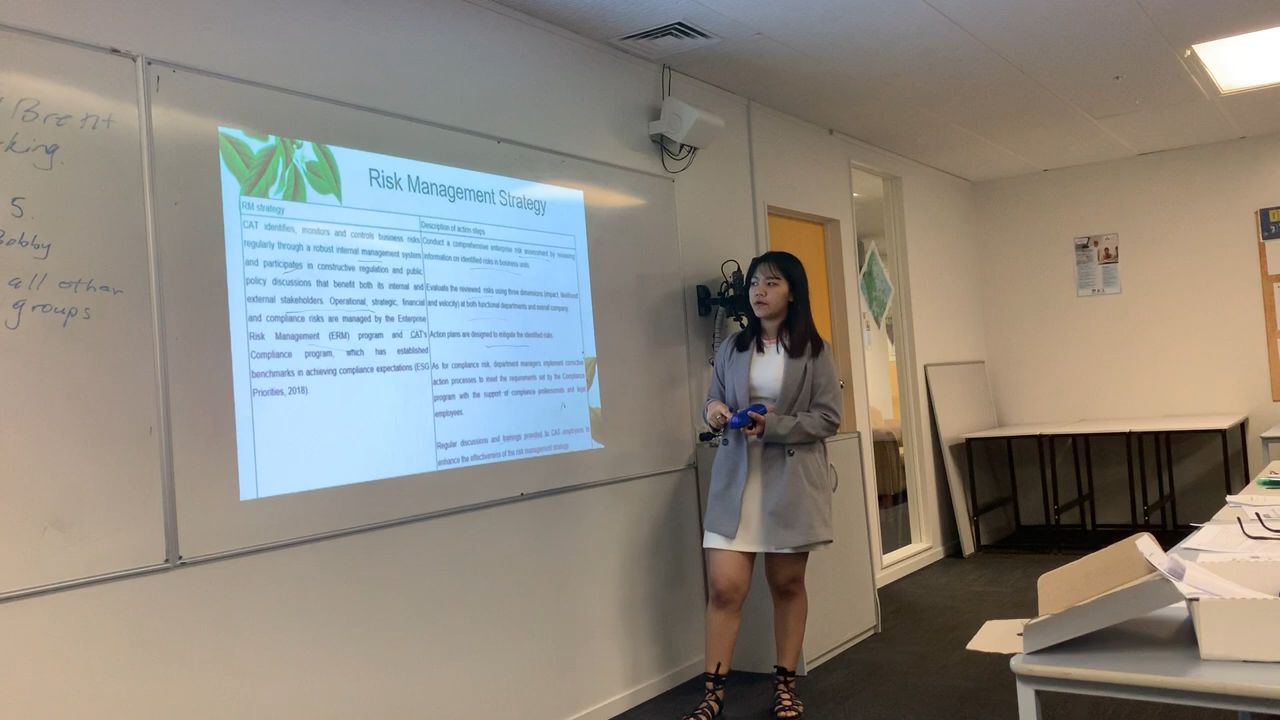 Brent
king.
5.
Bobby
all other
groups
Risk Management Strategy
RM strategy
CAT identifies, monitors and controls business risks
regularly through a robust internal management system
and participates in constructive regulation and public
policy discussions that benefit both its internal and
external stakeholders. Operational, strategic, financial
and compliance risks are managed by the Enterprise
Risk Management (ERM) program and CAT's
Compliance program, which has established
benchmarks in achieving compliance expectations (ESG
Priorities, 2018).
Description of action steps
Conduct a comprehensive enterprise risk assessment by reviewing
information on identified risks in business units.
Evaluate the reviewed risks using three dimensions (impact, likelihood
and velocity) at both functional departments and overall company
Action plans are designed to mitigate the identified risks.
As for compliance risk, department managers implement corrective
action processes to meet the requirements set by the Compliance
program with the support of compliance professionals and legal
employees.
Regular discussions and trainings provided to CAT employees to
enhance the effectiveness of the risk management strategy